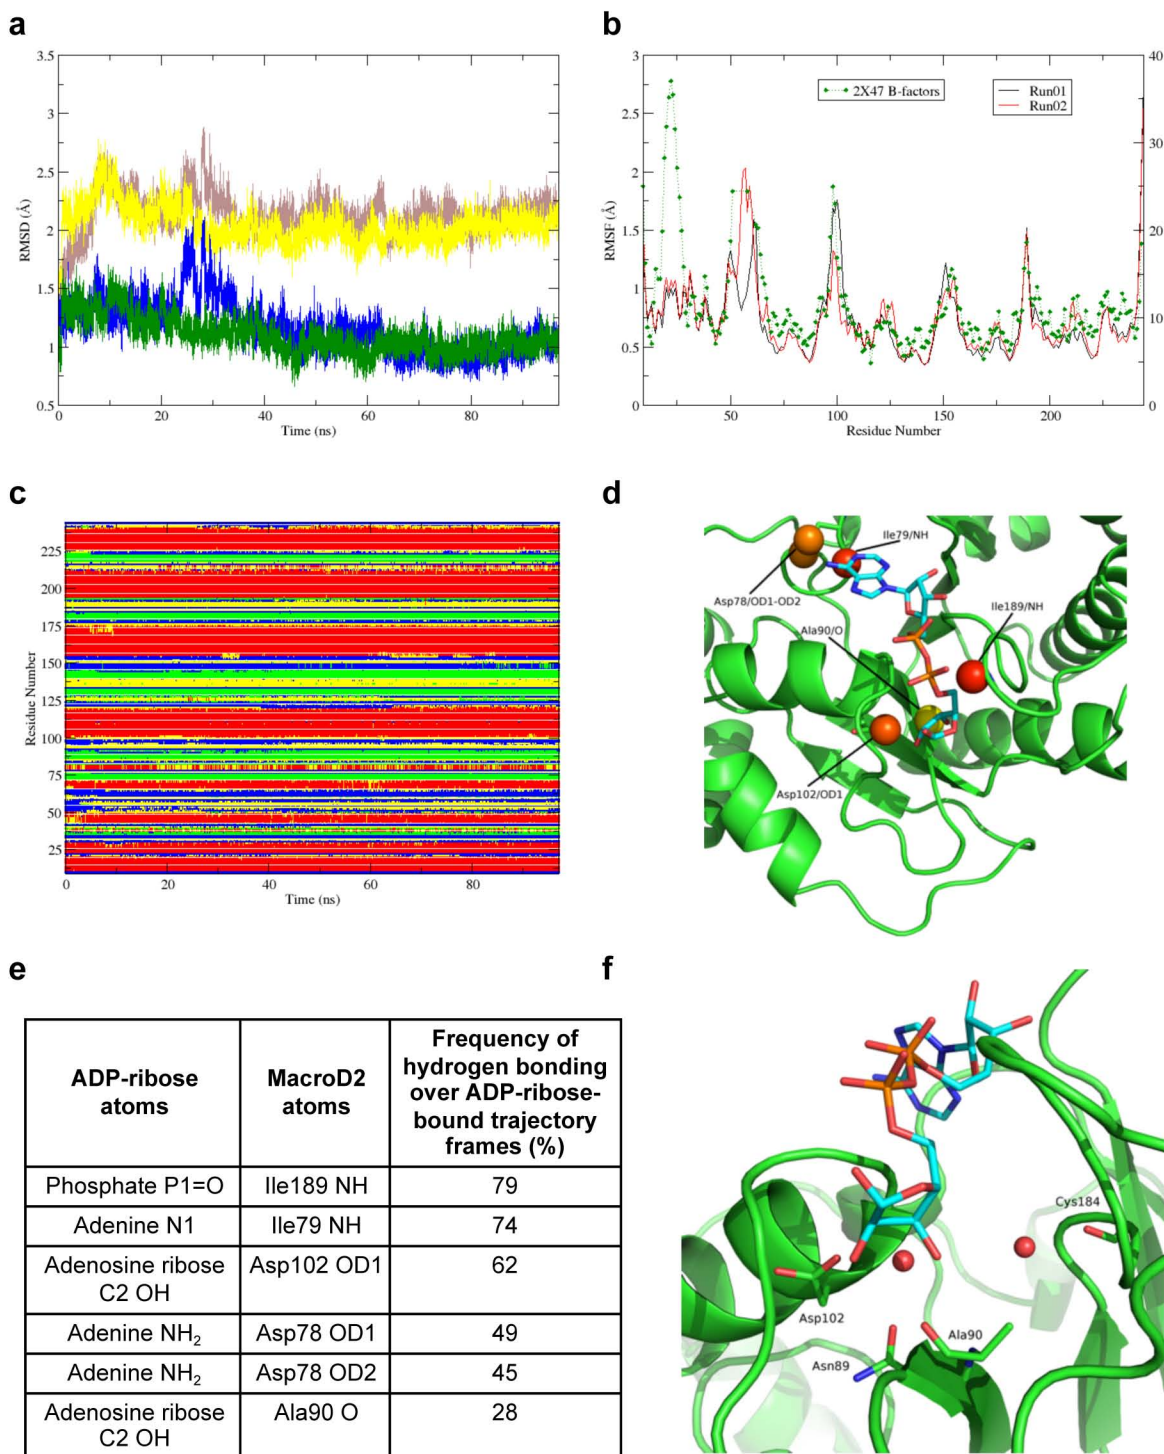 a
b
3.5
3
2.5
2
1.5
1
0.5
RMSD (Å)
0
20
40
60
80
Time (ns)
3
2.5
2
1.5
1
0.5
0
RMSF (Å)
2X47 B-factors
Run01
Run02
40
30
20
10
0
50
100
150
200
Residue Number
c
d
225
200
175
150
125
100
75
50
25
Residue Number
0
20
40
60
80
Time (ns)
Ile79/NH
Asp78/OD1-OD2
Ala90/O
Ile189/NH
Asp102/OD1
e
f
ADP-ribose
atoms
MacroD2
atoms
Frequency of
hydrogen bonding
over ADP-ribose-
bound trajectory
frames (%)
Phosphate P1=O
Ile189 NH
79
Adenine N1
Ile79 NH
74
Adenosine ribose
C2 OH
Asp102 OD1
62
Adenine NH₂
Asp78 OD1
49
Adenine NH₂
Asp78 OD2
45
Adenosine ribose
C2 OH
Ala90 O
28
Cys184
Asp102
Ala90
Asn89